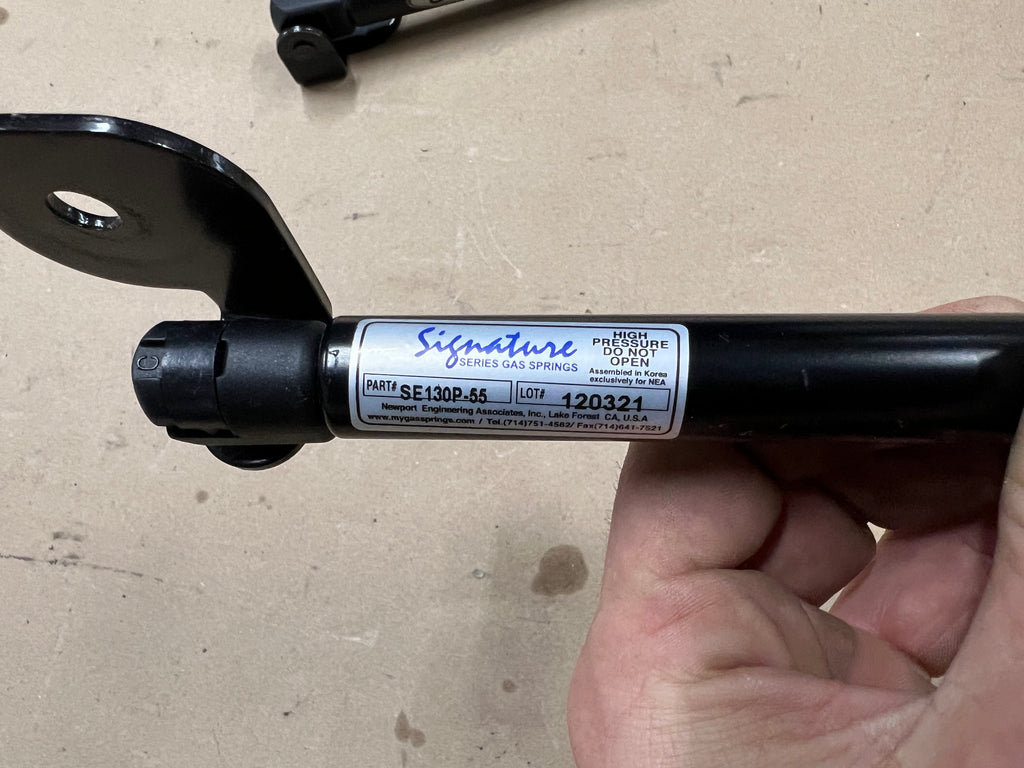 Signature
SERIES GAS SPRINGS
HIGH
PRESSURE
DO NOT
OPEN
Assembled in Korea
exclusively for NEA
PART# SE130P-55
LOT# 120321
Newport Engineering Associates, Inc., Lake Forest CA, U.S.A
www.mygassprings.com / Tel.(714)751-4582/ Fax(714)641-7521
C